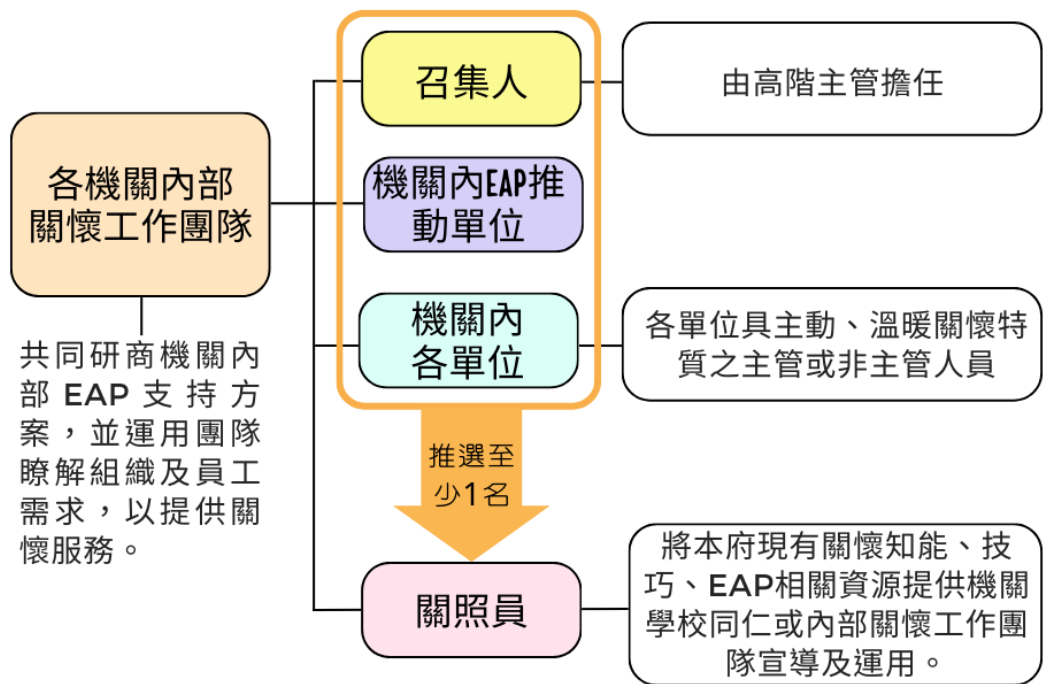 各機關內部
關懷工作團隊
共同研商機關內
部EAP支持方
案，並運用團隊
瞭解組織及員工
需求，以提供關
懷服務。
召集人
由高階主管擔任
機關內EAP推
動單位
機關內
各單位
各單位具主動、溫暖關懷特
質之主管或非主管人員
推選至
少1名
關照員
將本府現有關懷知能、技
巧、EAP相關資源提供機關
學校同仁或內部關懷工作團
隊宣導及運用。